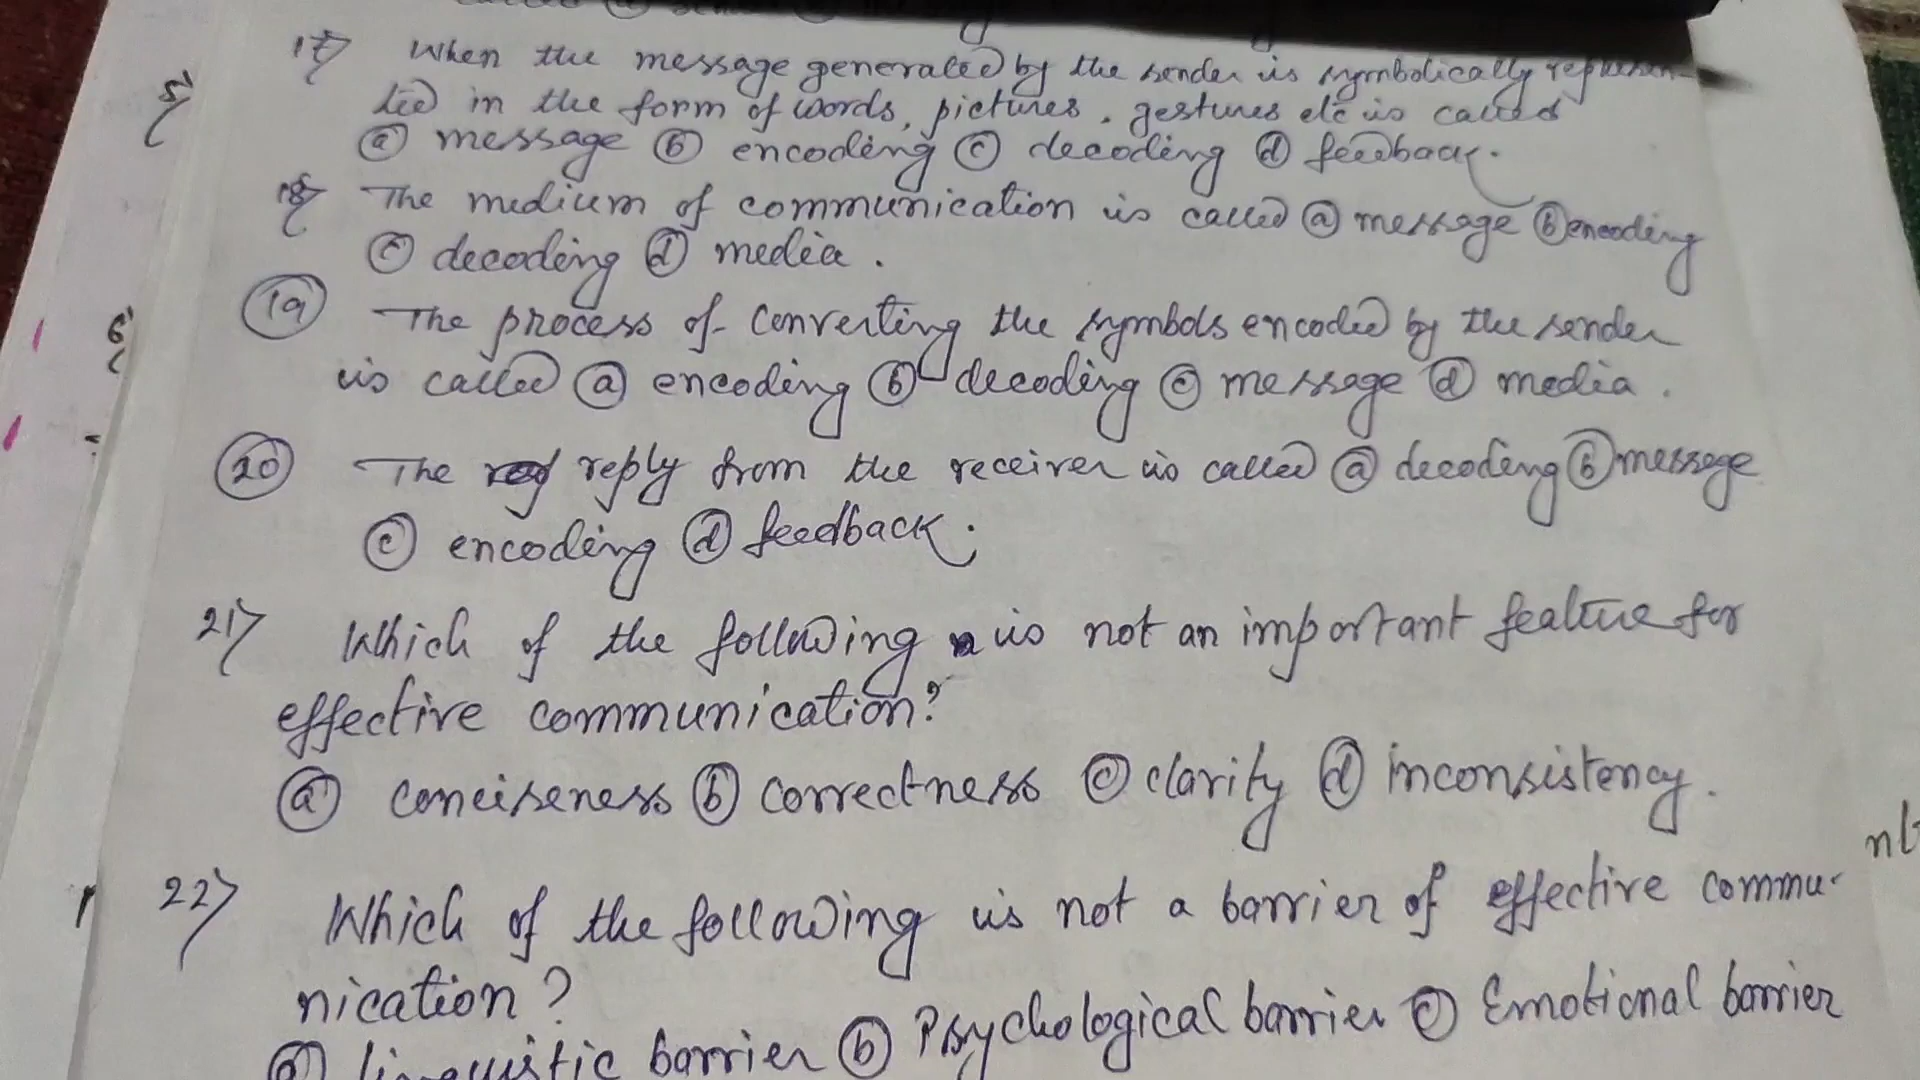 17) When the message generated by the sender is symbolically represen-
ted in the form of words, pictures, gestures etc is called
5)
(a) message (b) encoding (c) decoding (d) feedback.
18) The medium of communication is called (a) message (b) encoding
(c) decoding (d) media.
(19) The process of converting the symbols encoded by the sender
6)
is called (a) encoding (b) decoding (c) message (d) media.
(20) The reply from the receiver is called (a) decoding (b) message
(c) encoding (d) feedback.
21) Which of the following is not an important feature for
effective communication?
(a) conciseness (b) correctness (c) clarity (d) inconsistency.
22) Which of the following is not a barrier of effective commu-
nication?
(a) linguistic barrier (b) Psychological barrier (c) Emotional barrier